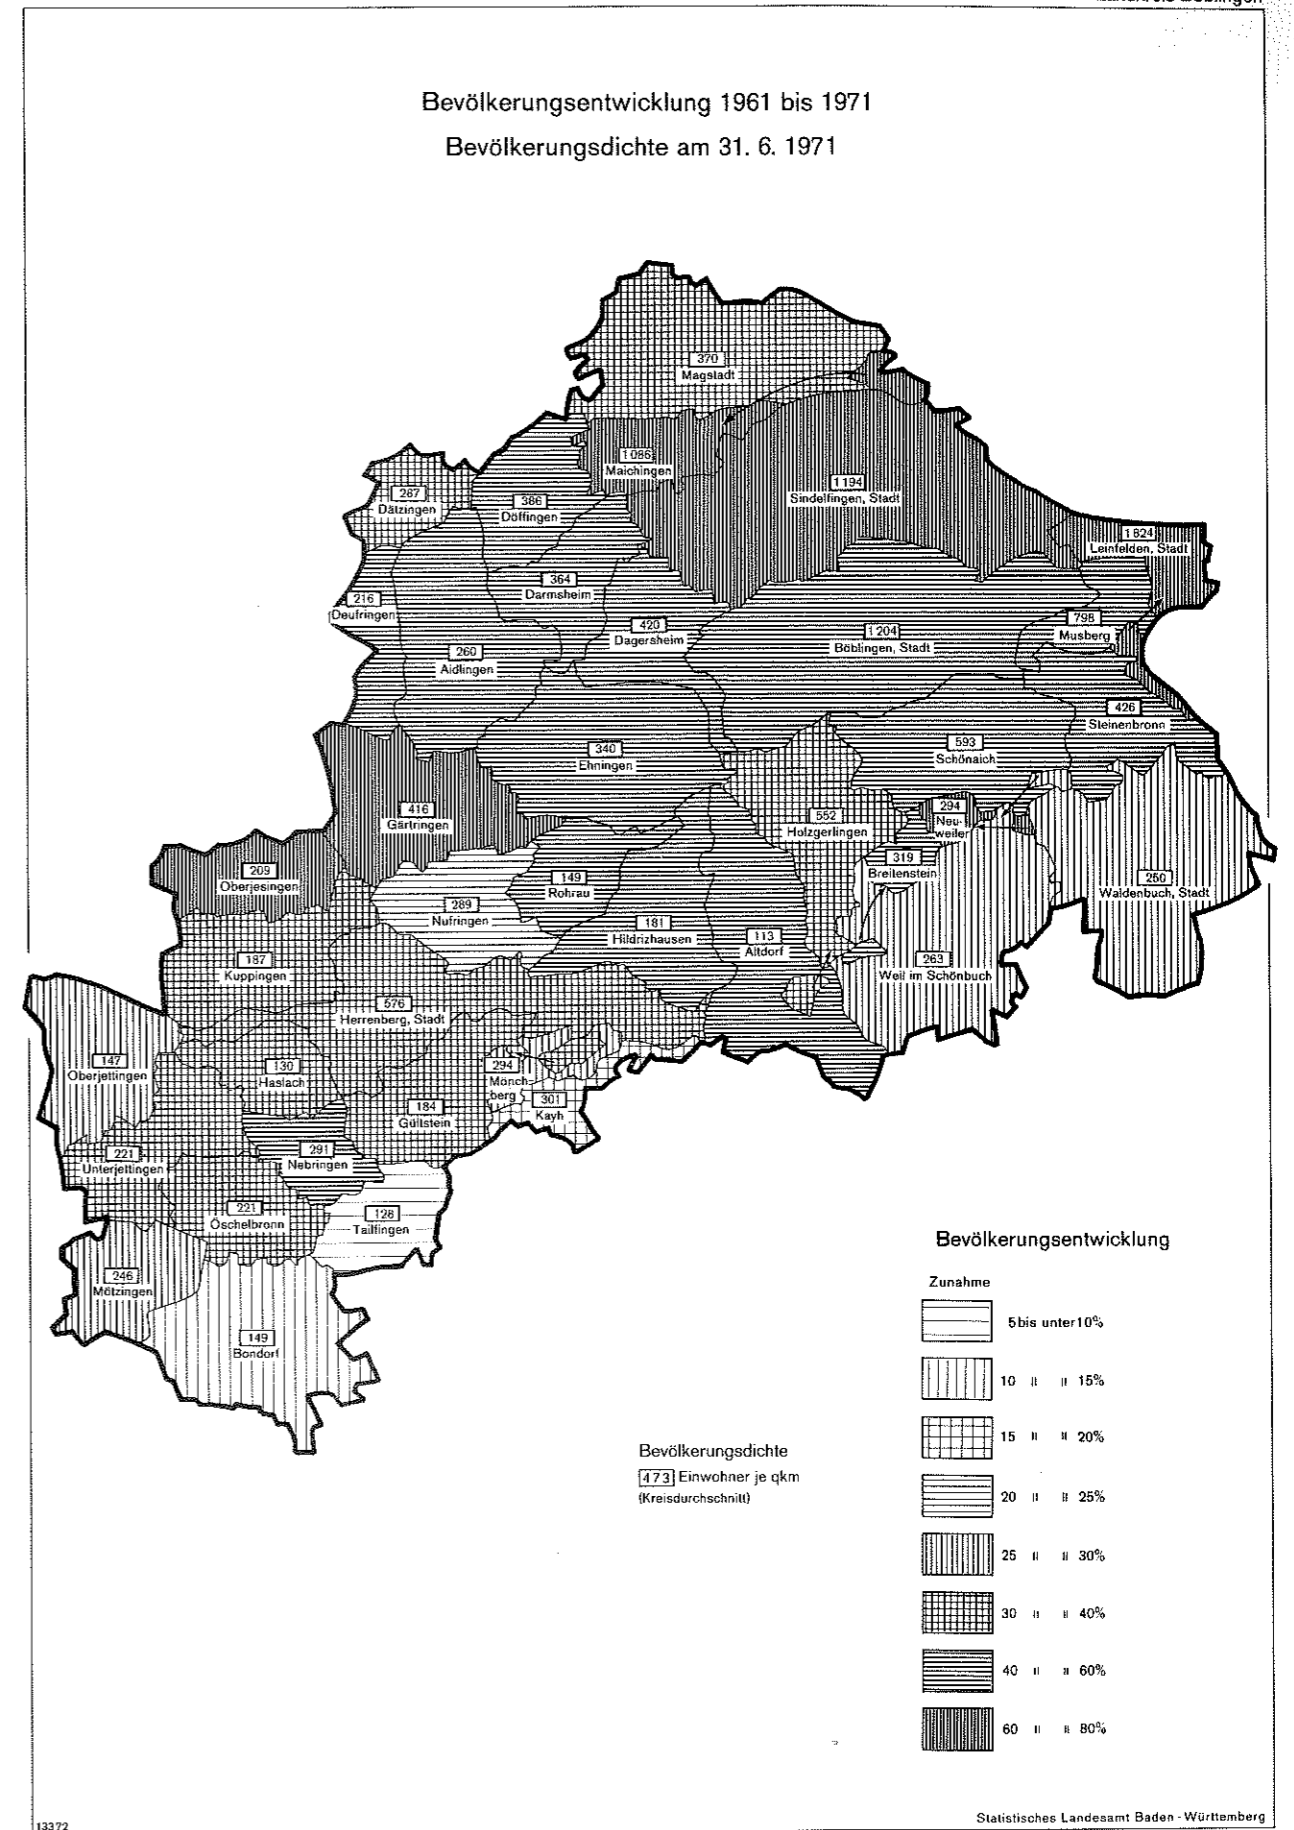 Bevölkerungsentwicklung 1961 bis 1971
Bevölkerungsdichte am 31. 6. 1971
370
Magstadt
1086
Maichingen
1194
Sindelfingen, Stadt
267
Dätzingen
386
Döffingen
1824
Leinfelden, Stadt
364
Darmsheim
216
Deufringen
420
Dagersheim
1204
Böblingen, Stadt
798
Musberg
260
Aidlingen
426
Steinenbronn
340
Ehningen
593
Schönaich
416
Gärtringen
552
Holzgerlingen
294
Neu-
weiler
319
Breitenstein
209
Oberjesingen
149
Rohrau
250
Waldenbuch, Stadt
289
Nufringen
181
Hildrizhausen
113
Altdorf
263
Weil im Schönbuch
187
Kuppingen
576
Herrenberg, Stadt
147
Oberjettingen
130
Haslach
294
Mönch-
berg
301
Kayh
184
Gültstein
221
Unterjettingen
291
Nebringen
221
Öschelbronn
128
Tailfingen
246
Mötzingen
149
Bondorf
Bevölkerungsentwicklung
Zunahme
5 bis unter 10%
10 " " 15%
15 " " 20%
20 " " 25%
25 " " 30%
30 " " 40%
40 " " 60%
60 " " 80%
Bevölkerungsdichte
473 Einwohner je qkm
(Kreisdurchschnitt)
Statistisches Landesamt Baden-Württemberg
13372